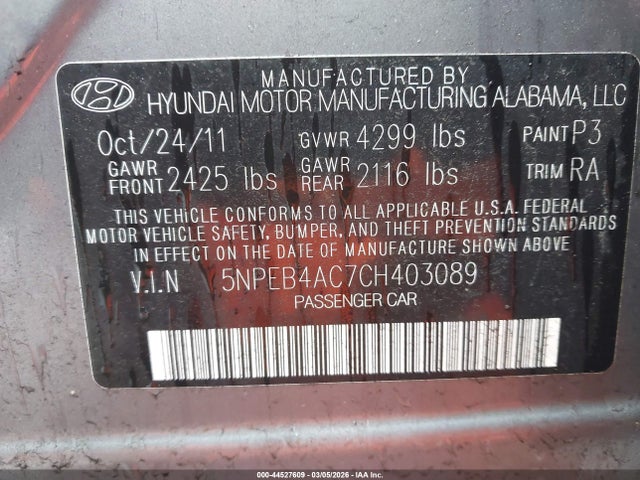 MANUFACTURED BY
HYUNDAI MOTOR MANUFACTURING ALABAMA, LLC
Oct/24/11 GVWR 4299 lbs PAINT P3
GAWR FRONT 2425 lbs GAWR REAR 2116 lbs TRIM RA
THIS VEHICLE CONFORMS TO ALL APPLICABLE U.S.A. FEDERAL
MOTOR VEHICLE SAFETY, BUMPER, AND THEFT PREVENTION STANDARDS
IN EFFECT ON THE DATE OF MANUFACTURE SHOWN ABOVE
V.I.N 5NPEB4AC7CH403089
PASSENGER CAR
000-44527609 | 03/05/2026 | IAA Inc.